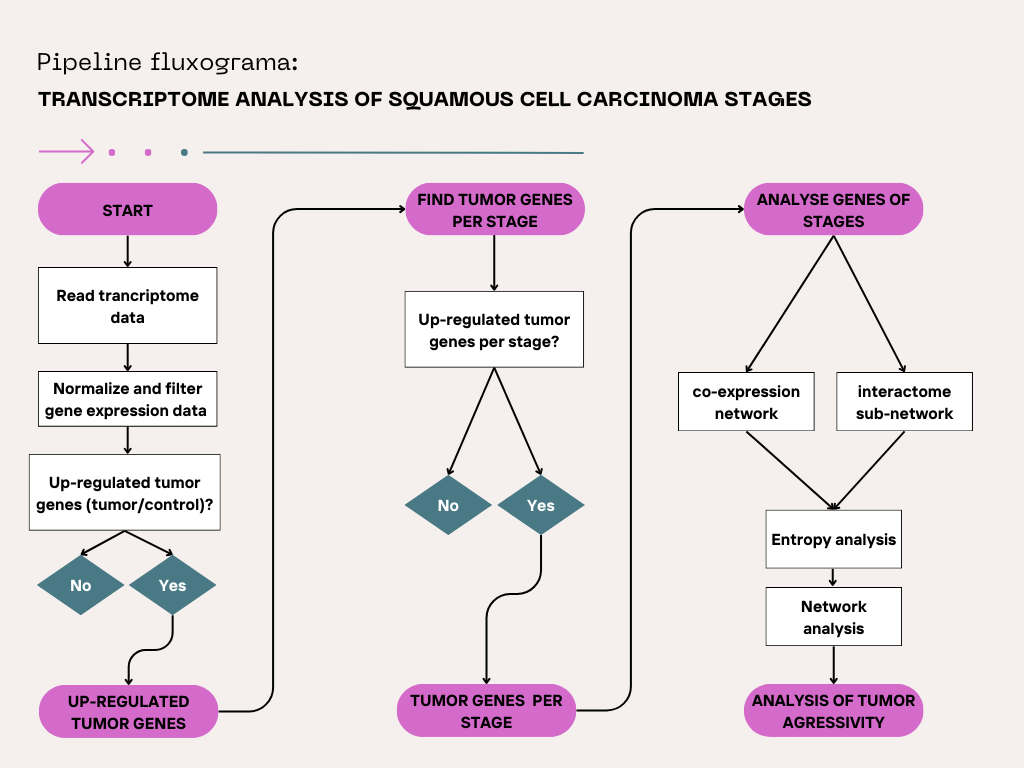 Pipeline fluxograma:
TRANSCRIPTOME ANALYSIS OF SQUAMOUS CELL CARCINOMA STAGES
START
Read trancriptome
data
Normalize and filter
gene expression data
Up-regulated tumor
genes (tumor/control)?
No
Yes
UP-REGULATED
TUMOR GENES
FIND TUMOR GENES
PER STAGE
Up-regulated tumor
genes per stage?
No
Yes
TUMOR GENES PER
STAGE
ANALYSE GENES OF
STAGES
co-expression
network
interactome
sub-network
Entropy analysis
Network
analysis
ANALYSIS OF TUMOR
AGRESSIVITY